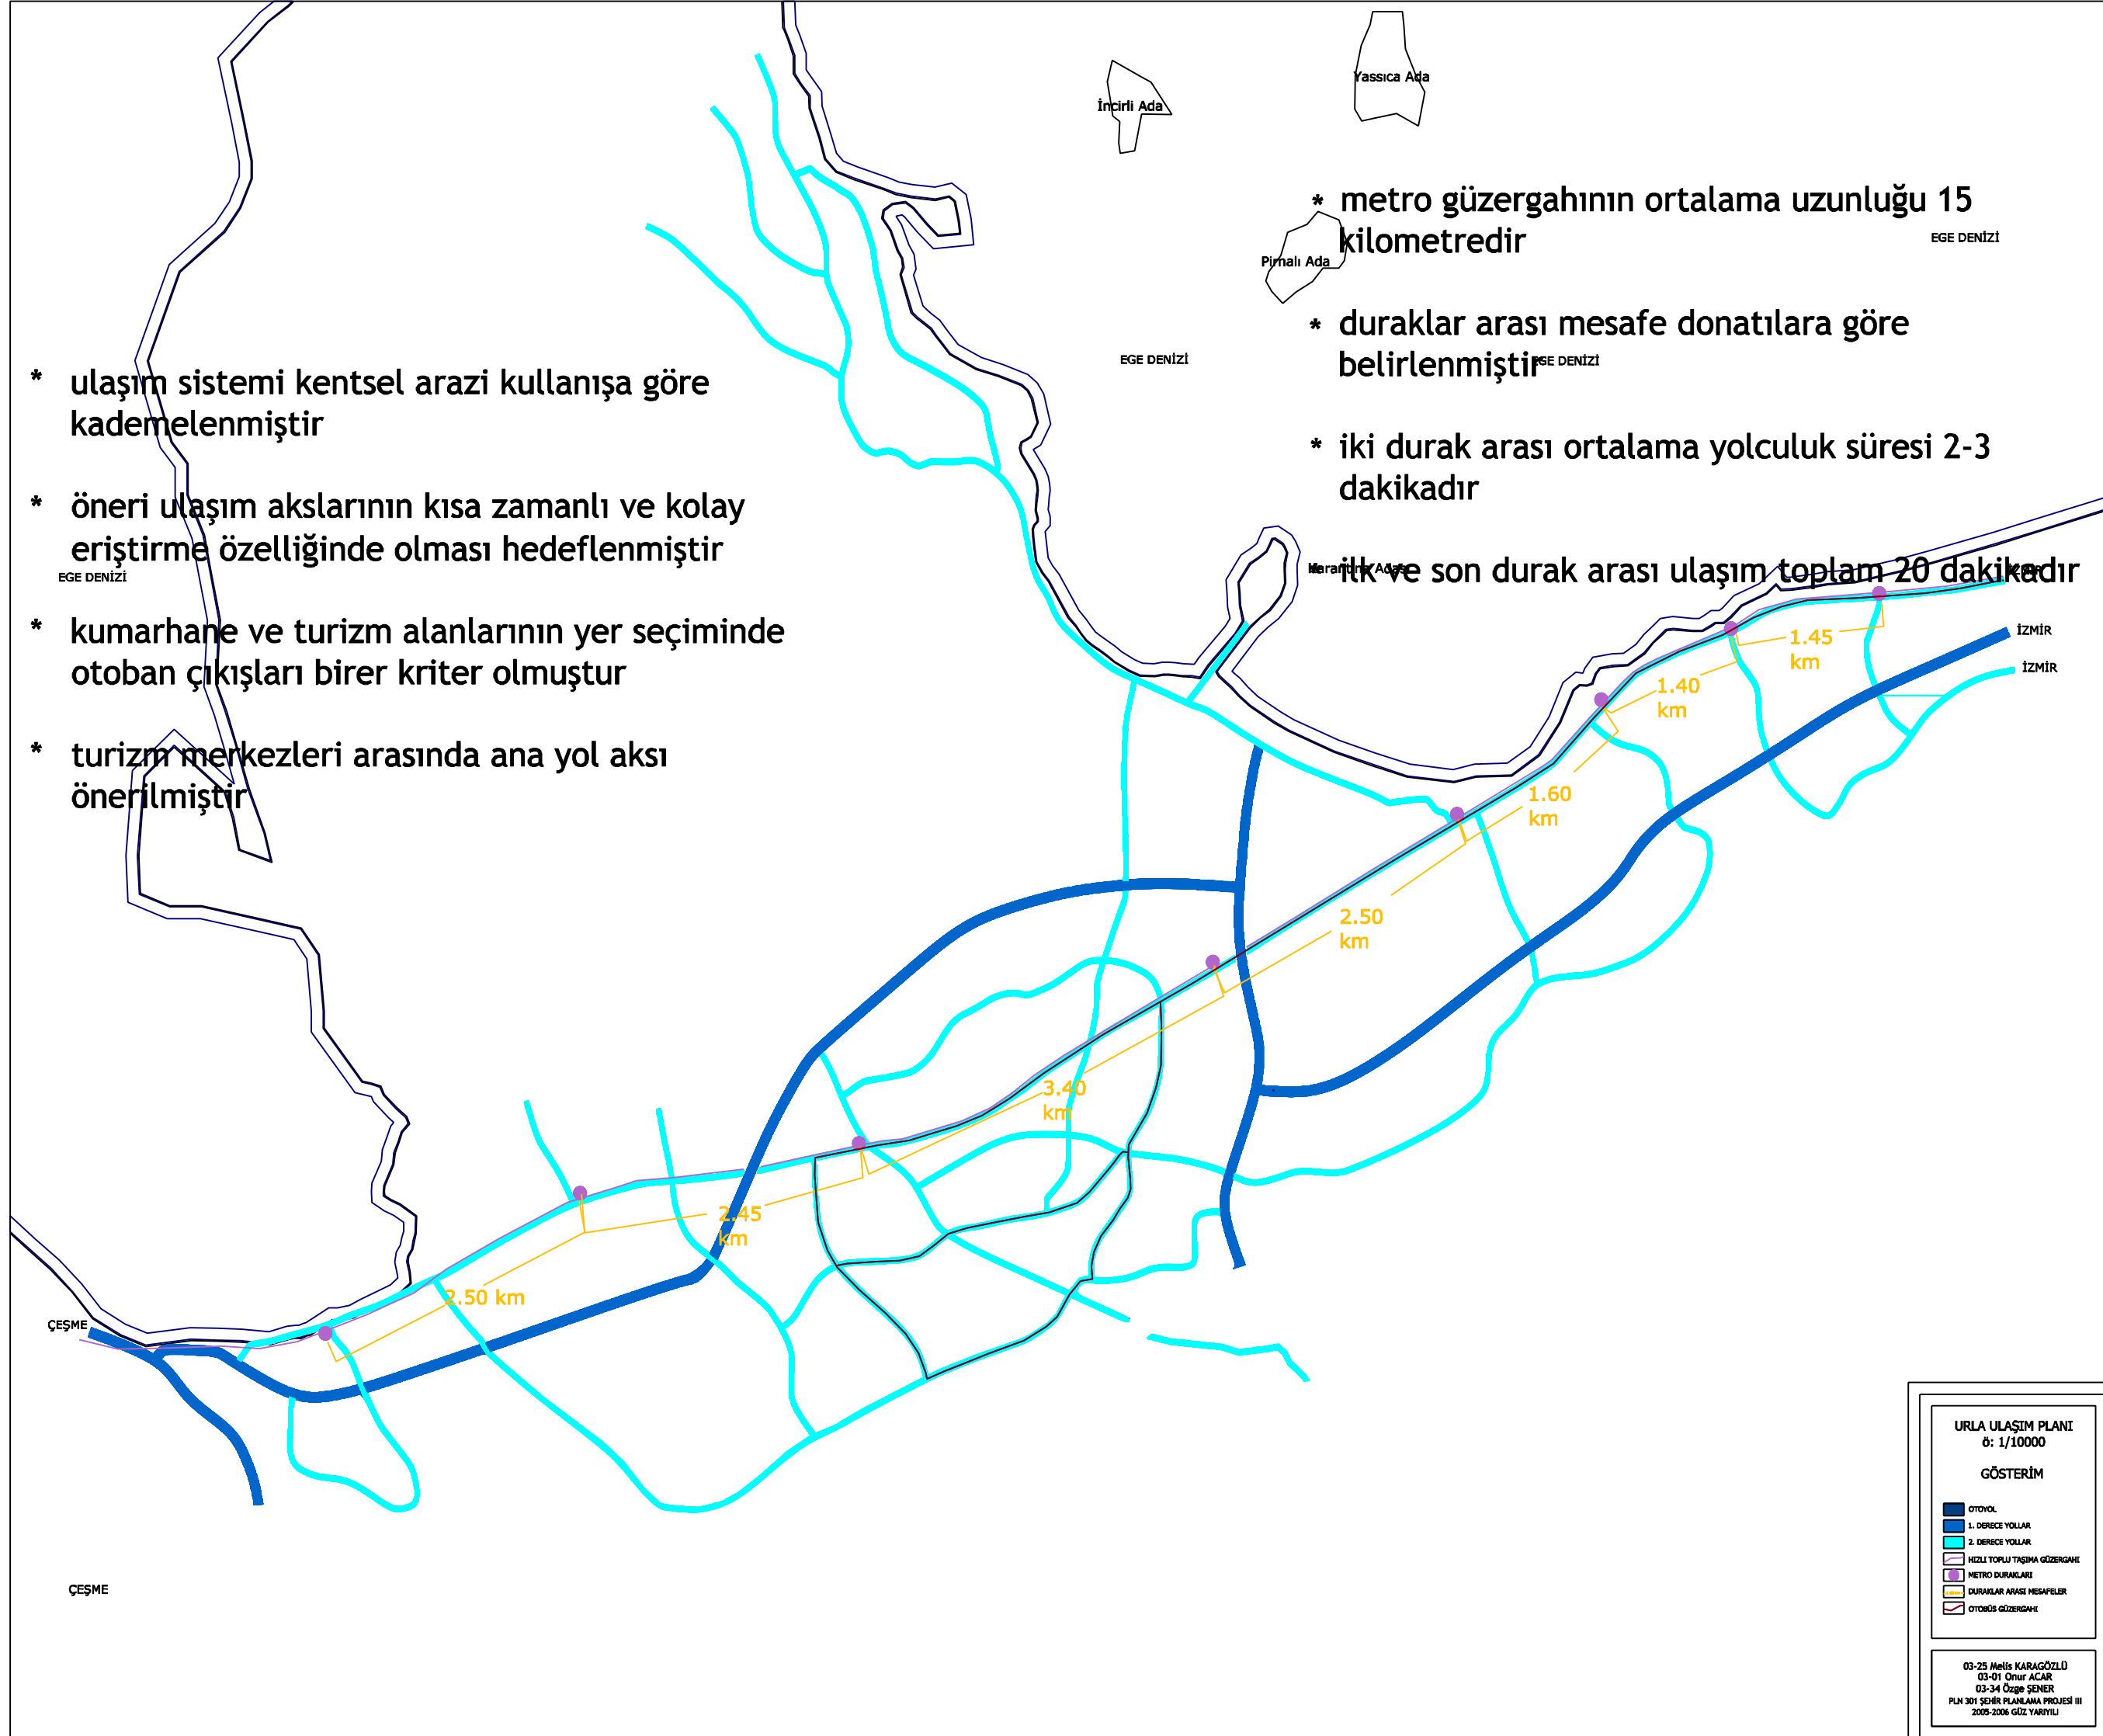 Yassıca Ada
İncirli Ada
* metro güzergahının ortalama uzunluğu 15
kilometredir
EGE DENİZİ
Pirnalı Ada
* duraklar arası mesafe donatılara göre
belirlenmiştir
EGE DENİZİ
EGE DENİZİ
* iki durak arası ortalama yolculuk süresi 2-3
dakikadır
Karantina Adası
* ilk ve son durak arası ulaşım toplam 20 dakikadır
* ulaşım sistemi kentsel arazi kullanışa göre
kademelenmiştir
* öneri ulaşım akslarının kısa zamanlı ve kolay
eriştirme özelliğinde olması hedeflenmiştir
EGE DENİZİ
* kumarhane ve turizm alanlarının yer seçiminde
otoban çıkışları birer kriter olmuştur
* turizm merkezleri arasında ana yol aksı
önerilmiştir
İZMİR
İZMİR
İZMİR
1.45
km
1.40
km
1.60
km
2.50
km
3.40
km
2.45
km
2.50 km
ÇEŞME
ÇEŞME
URLA ULAŞIM PLANI
ö: 1/10000
GÖSTERİM
OTOYOL
1. DERECE YOLLAR
2. DERECE YOLLAR
HIZLI TOPLU TAŞIMA GÜZERGAHI
METRO DURAKLARI
DURAKLAR ARASI MESAFELER
OTOBÜS GÜZERGAHI
03-25 Melis KARAGÖZLÜ
03-01 Onur ACAR
03-34 Özge ŞENER
PLN 301 ŞEHİR PLANLAMA PROJESİ III
2005-2006 GÜZ YARIYILI